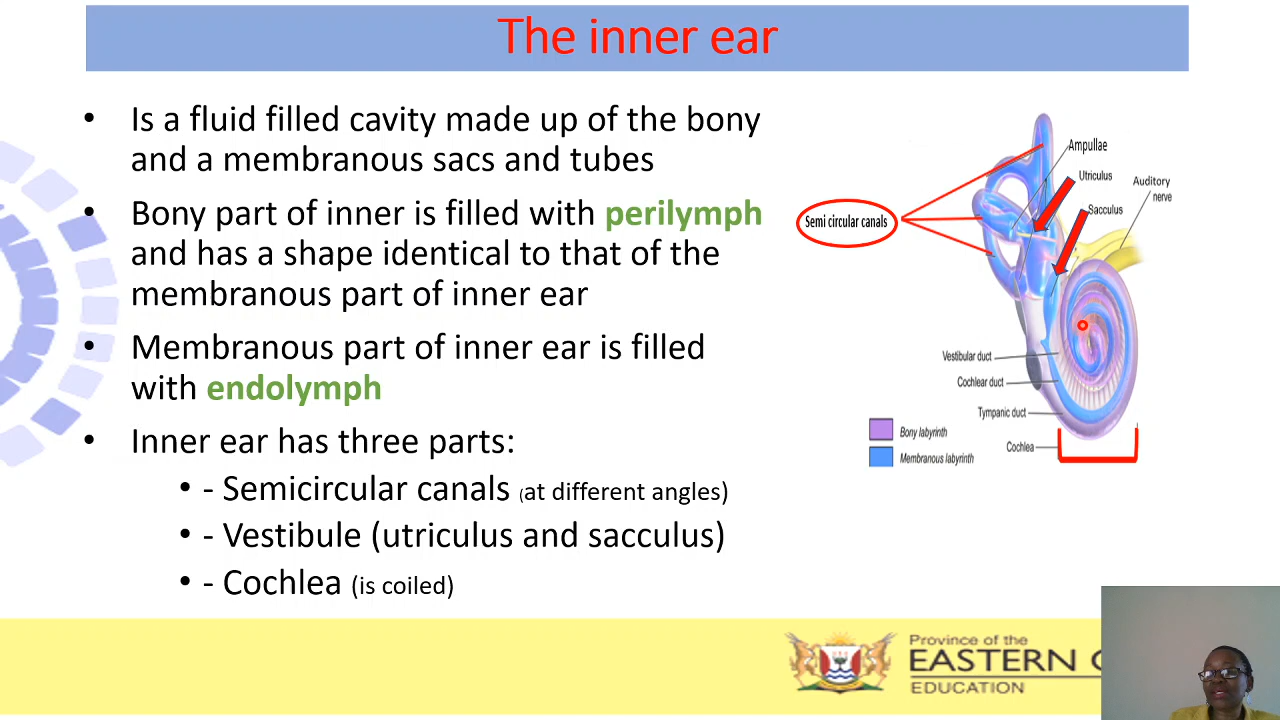 The inner ear
• Is a fluid filled cavity made up of the bony
and a membranous sacs and tubes
• Bony part of inner is filled with perilymph
and has a shape identical to that of the
membranous part of inner ear
• Membranous part of inner ear is filled
with endolymph
• Inner ear has three parts:
• - Semicircular canals (at different angles)
• - Vestibule (utriculus and sacculus)
• - Cochlea (is coiled)
Ampullae
Utriculus
Auditory
nerve
Sacculus
Semi circular canals
Vestibular duct
Cochlear duct
Tympanic duct
Cochlea
Bony labyrinth
Membranous labyrinth
Province of the
EASTERN
EDUCATION